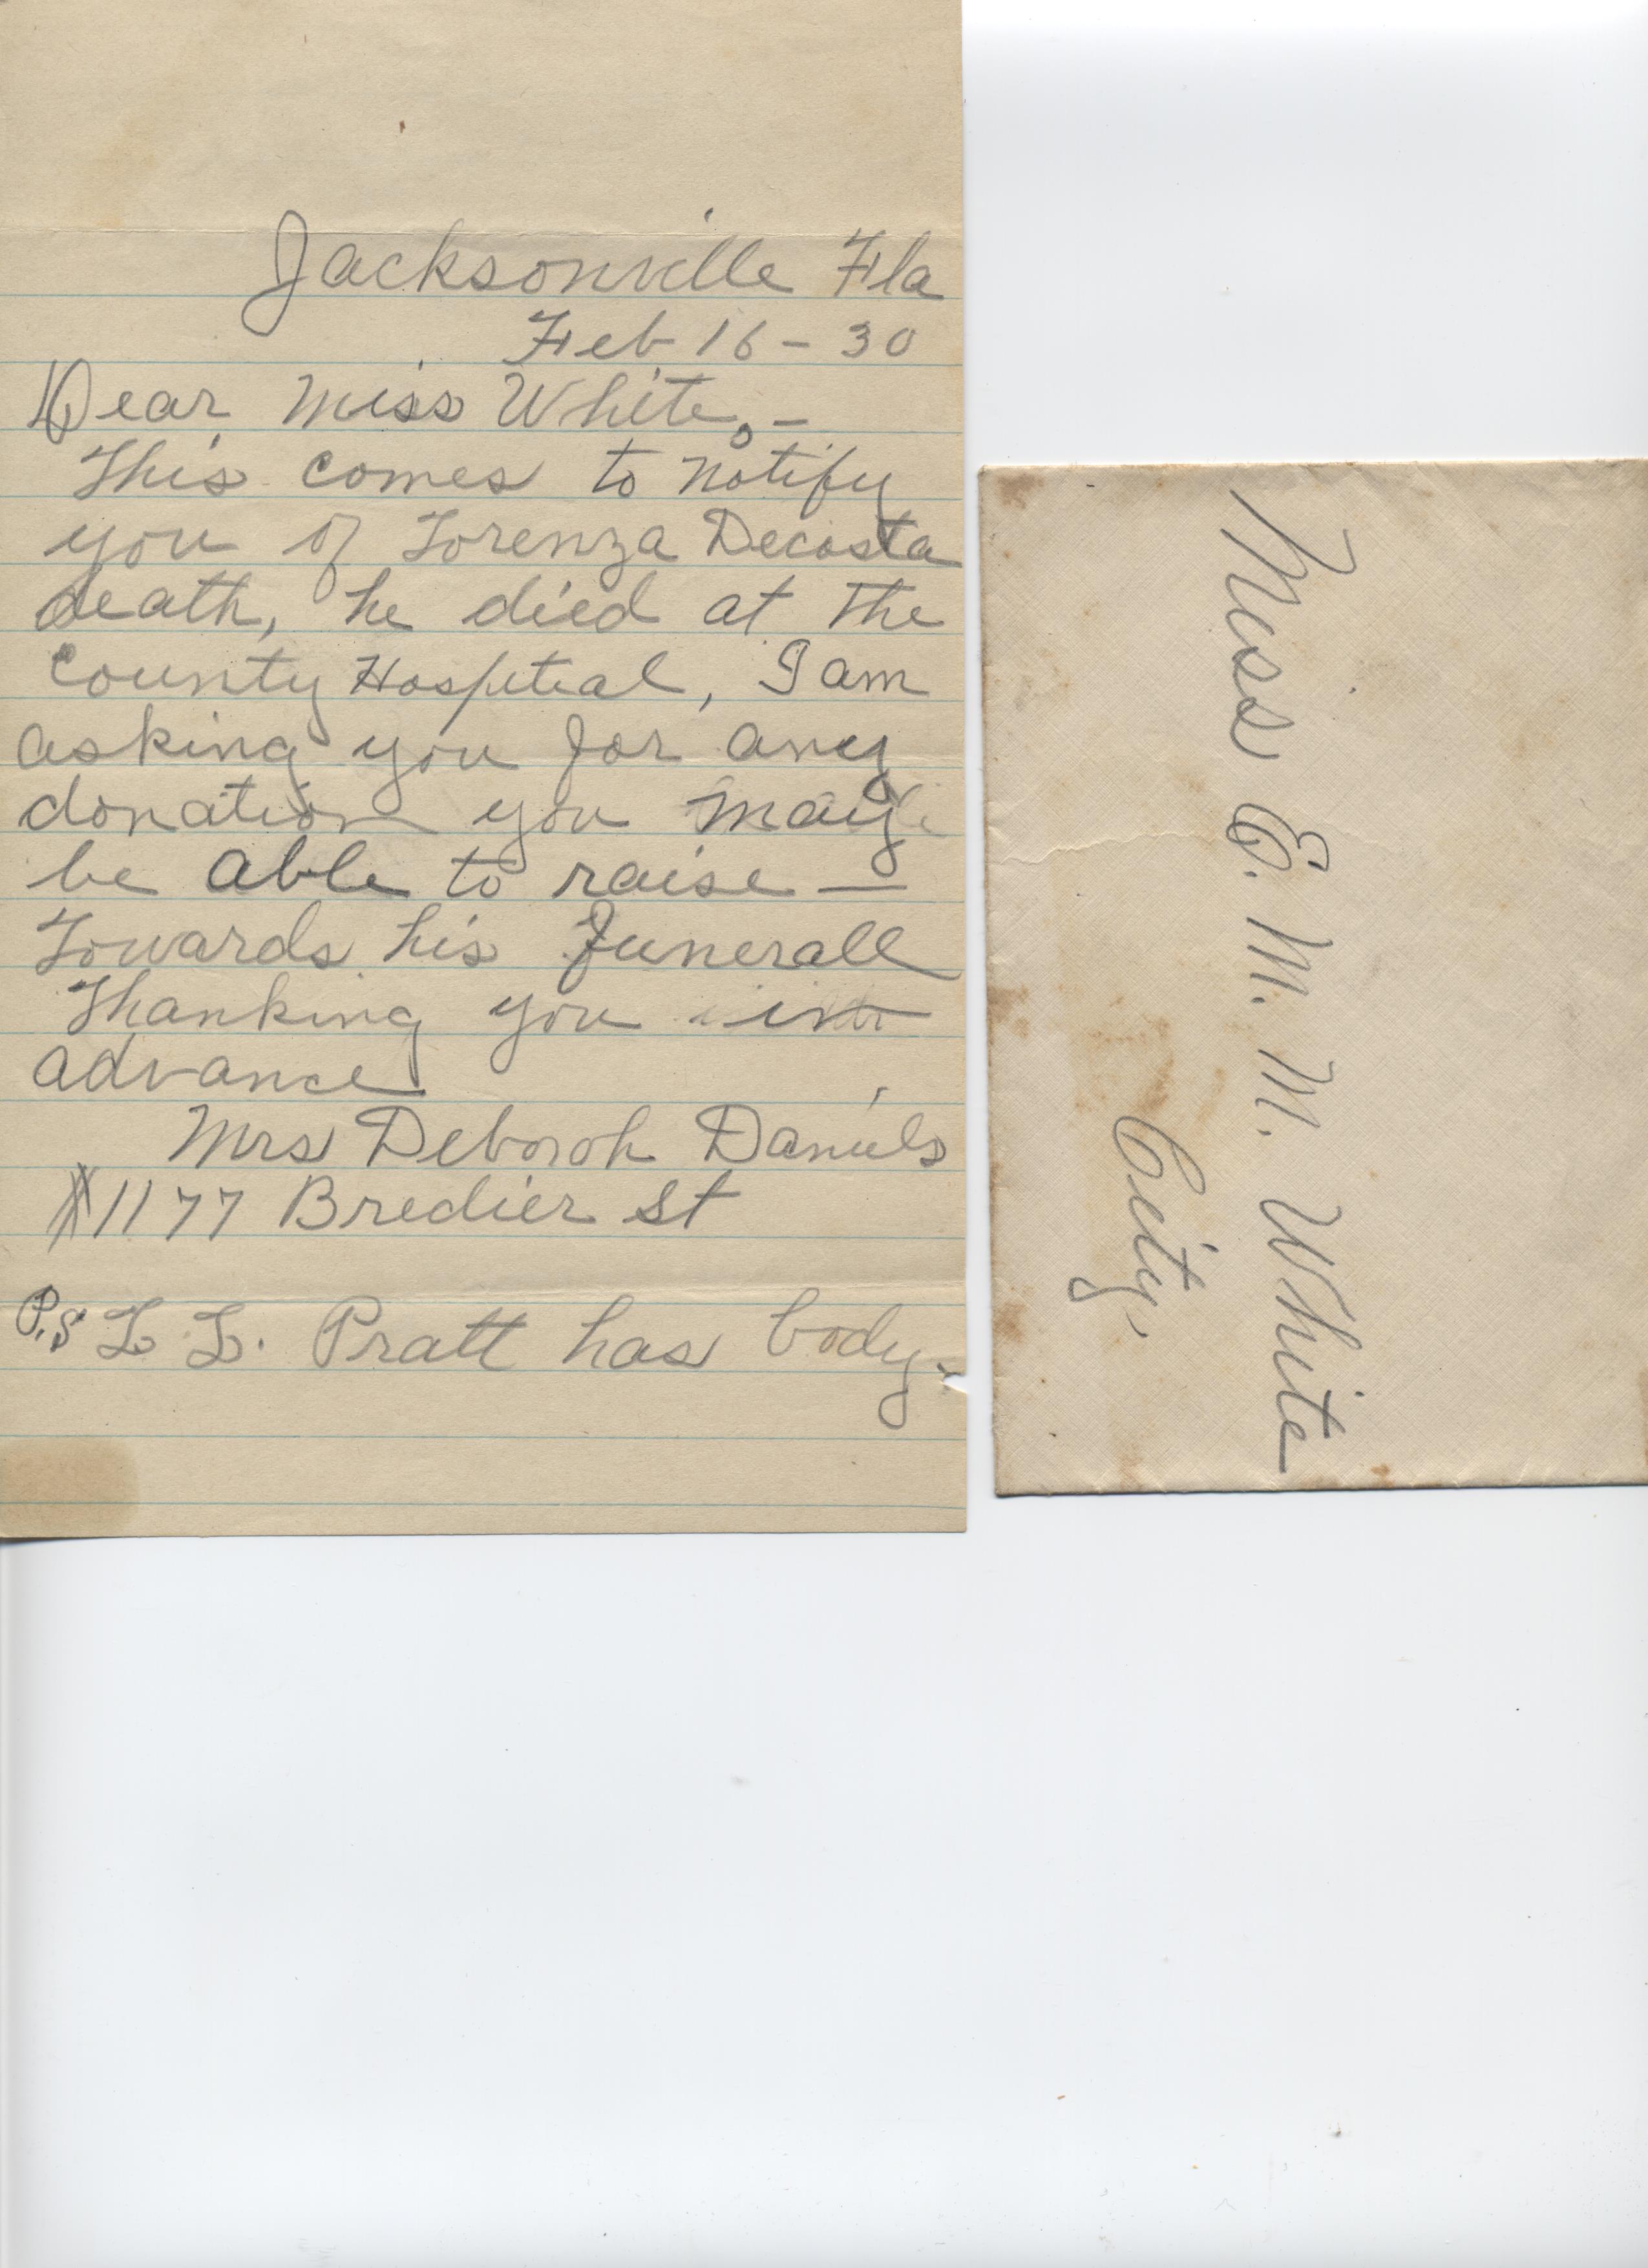 Jacksonville Fla
Feb 16 - 30
Dear Miss White, -
This comes to notify
you of Lorenza Decosta
death, he died at the
County Hospitial, I am
asking you for any
donation you may
be able to raise —
Towards his funerall
Thanking you in
advance
Mrs Deboroh Daniels
#1177 Bredier St
P.S L L. Pratt has body.
Miss E. M. M. White
City,